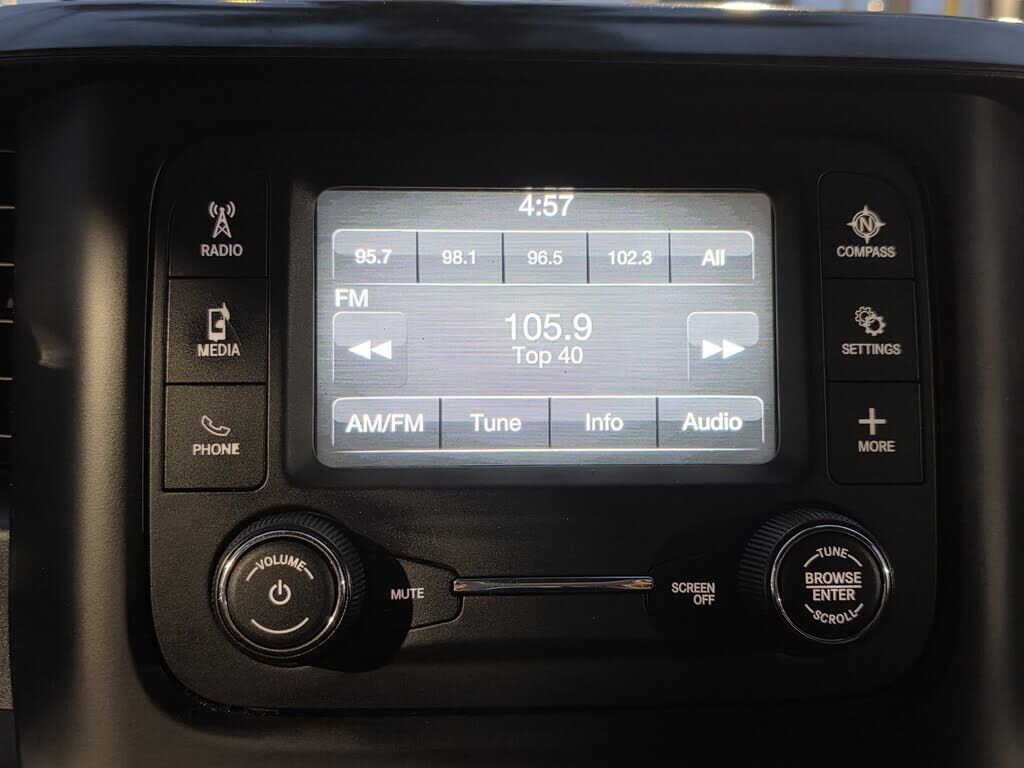 4:57
95.7 98.1 96.5 102.3 All
FM
105.9
Top 40
AM/FM Tune Info Audio
RADIO
MEDIA
PHONE
N
COMPASS
SETTINGS
MORE
VOLUME
MUTE
SCREEN
OFF
TUNE
BROWSE
ENTER
SCROLL